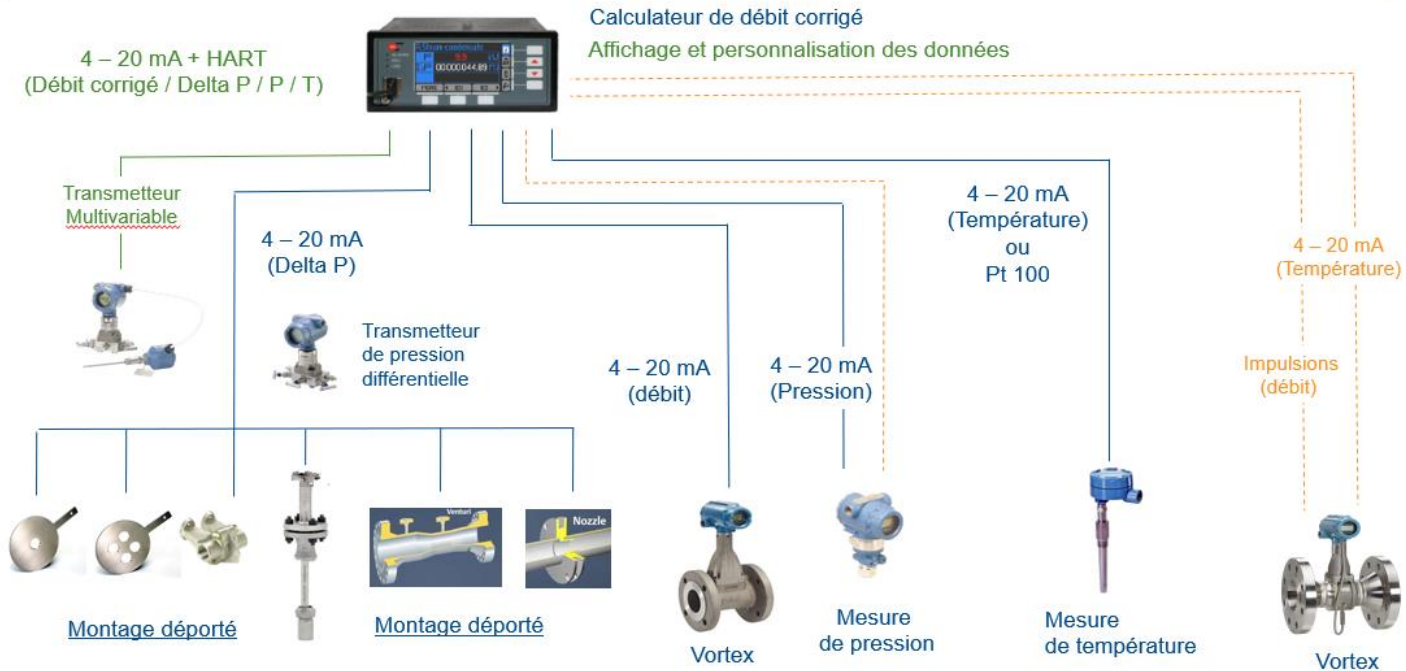 Calculateur de débit corrigé
Affichage et personnalisation des données
4 – 20 mA + HART
(Débit corrigé / Delta P / P / T)
Transmetteur
Multivariable
4 – 20 mA
(Delta P)
Transmetteur
de pression
différentielle
4 – 20 mA
(débit)
4 – 20 mA
(Pression)
4 – 20 mA
(Température)
ou
Pt 100
4 – 20 mA
(Température)
Impulsions
(débit)
Venturi
Nozzle
Montage déporté
Montage déporté
Vortex
Mesure
de pression
Mesure
de température
Vortex